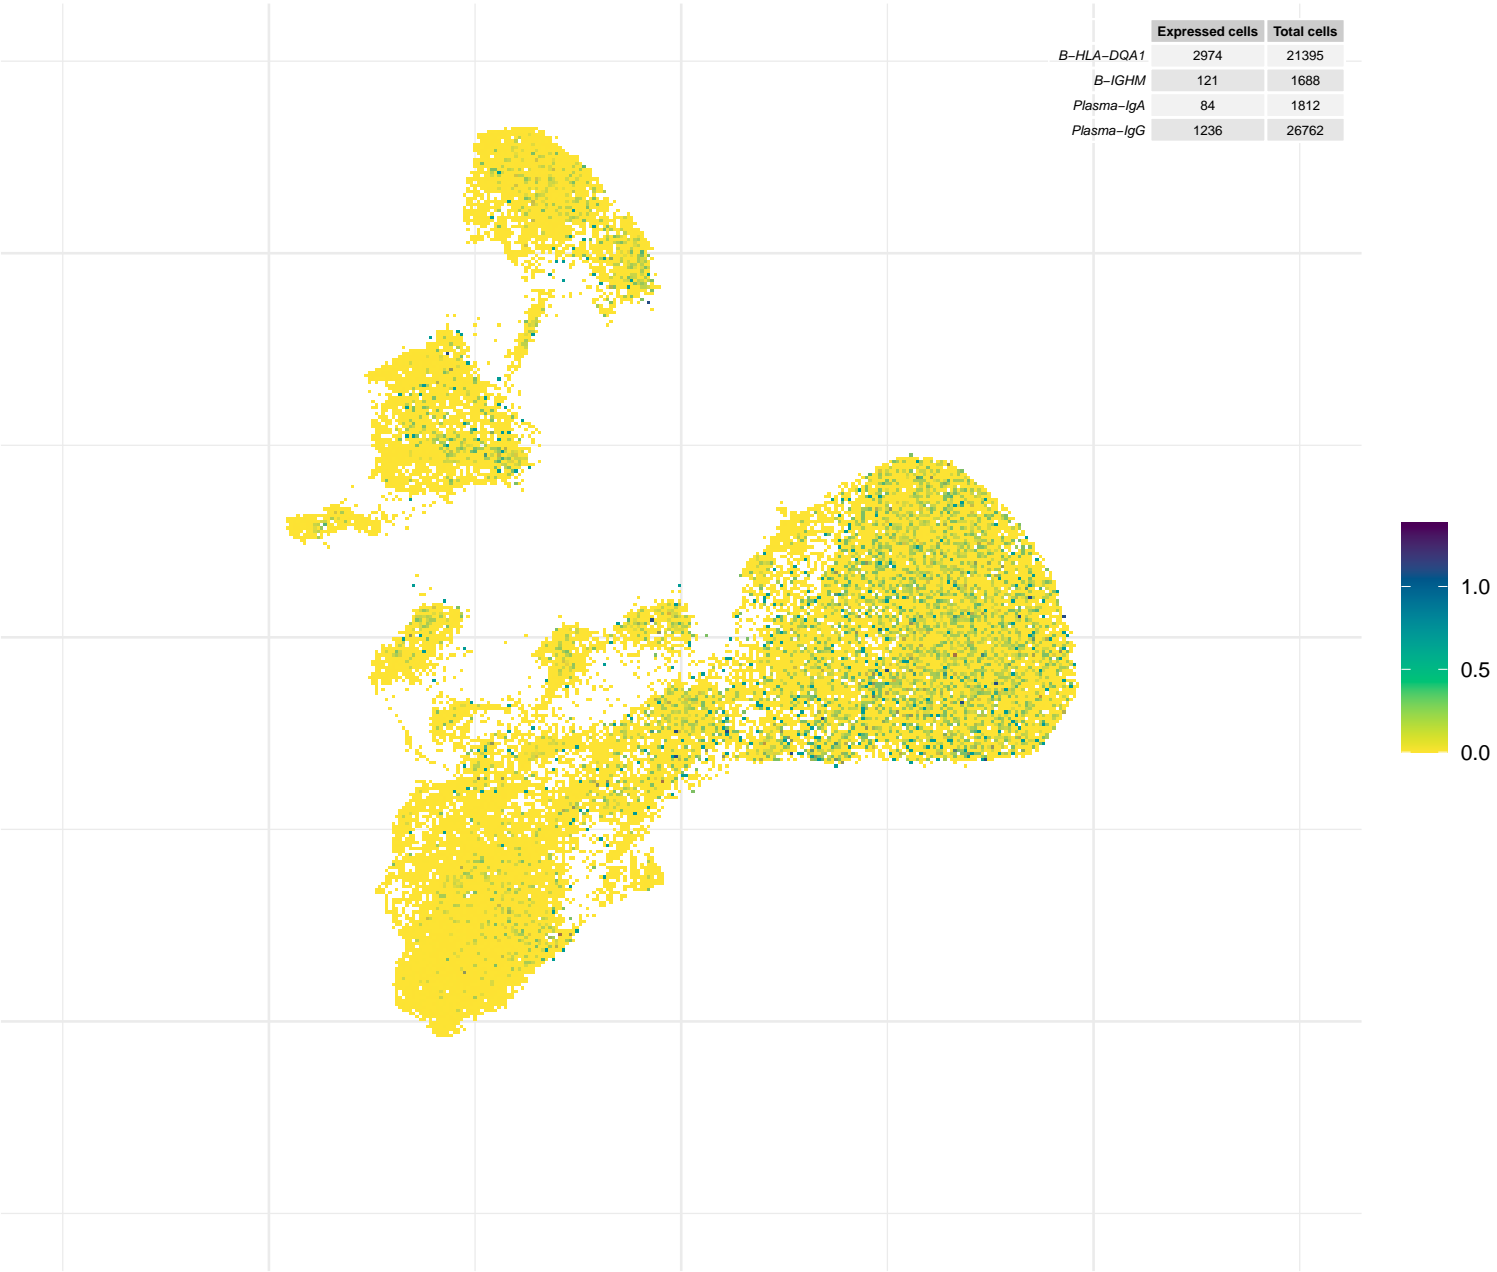 Expressed cells Total cells
B−HLA−DQA1 2974 21395
B−IGHM 121 1688
Plasma−IgA 84 1812
Plasma−IgG 1236 26762
1.0
0.5
0.0